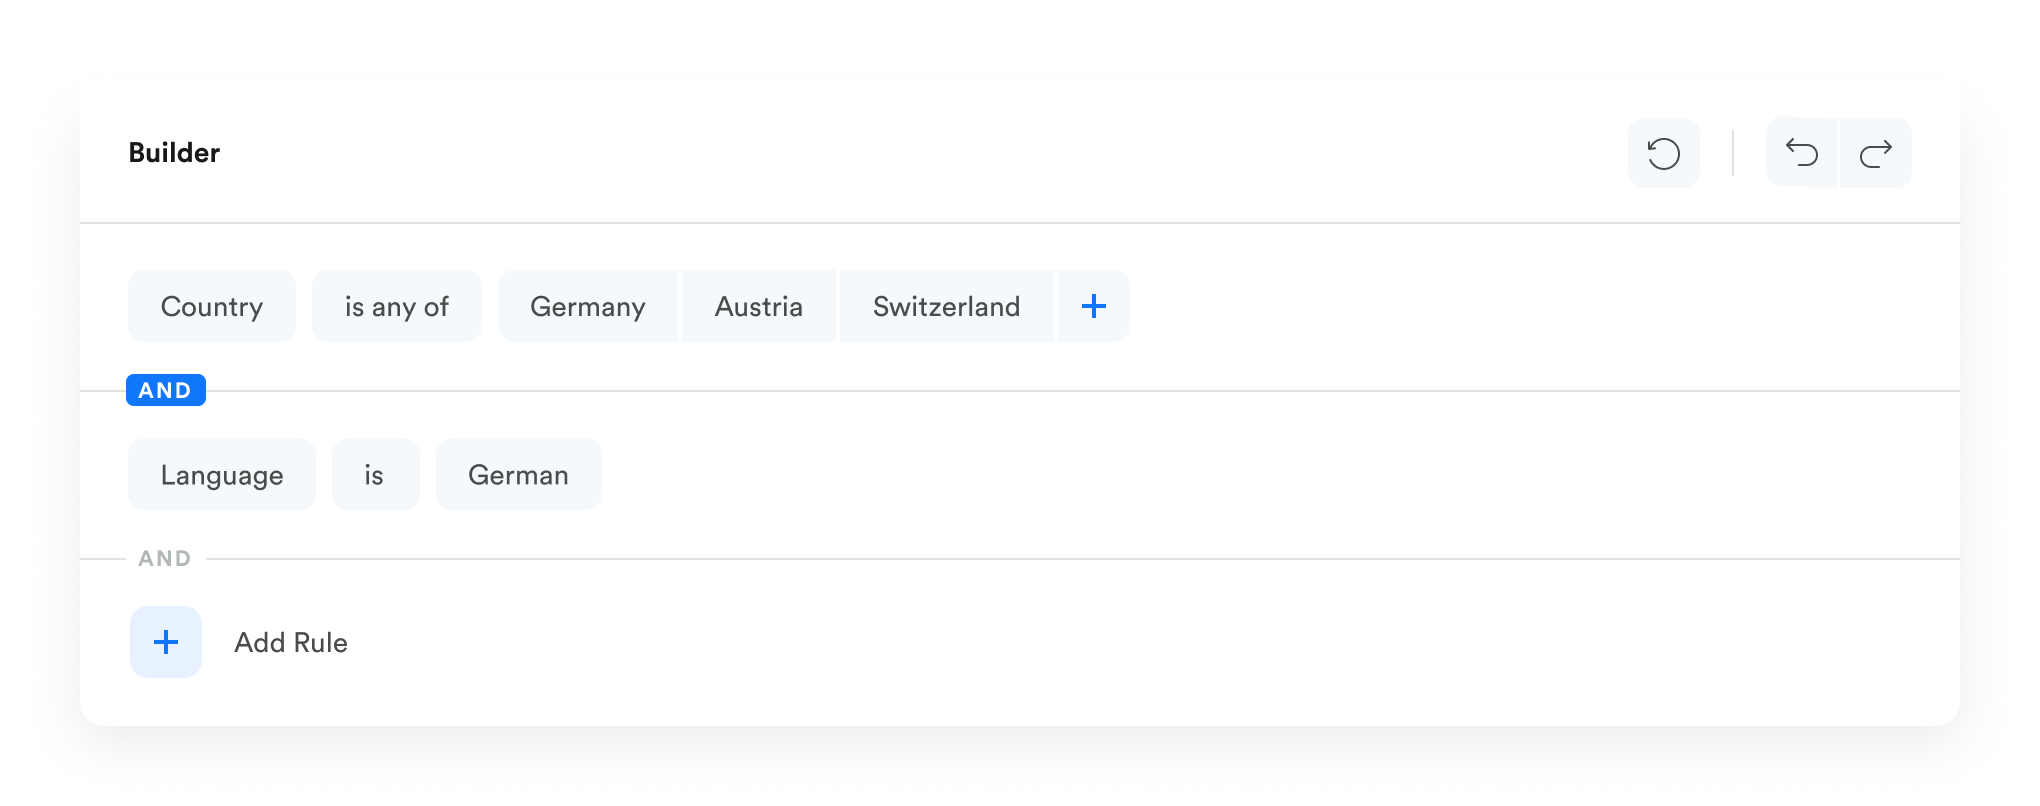 Builder
Country is any of Germany Austria Switzerland +
AND
Language is German
AND
+ Add Rule